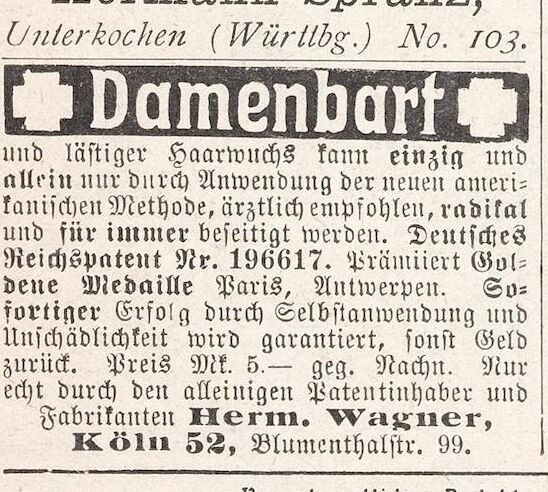 Unterkochen (Württbg.) No. 103.
Damenbart
und lästiger Haarwuchs kann einzig und
allein nur durch Anwendung der neuen ameri-
kanischen Methode, ärztlich empfohlen, radikal
und für immer beseitigt werden. Deutsches
Reichspatent Nr. 196617. Prämiiert Gol-
dene Medaille Paris, Antwerpen. So-
fortiger Erfolg durch Selbstanwendung und
Unschädlichkeit wird garantiert, sonst Geld
zurück. Preis Mk. 5.— geg. Nachn. Nur
echt durch den alleinigen Patentinhaber und
Fabrikanten Herm. Wagner,
Köln 52, Blumenthalstr. 99.